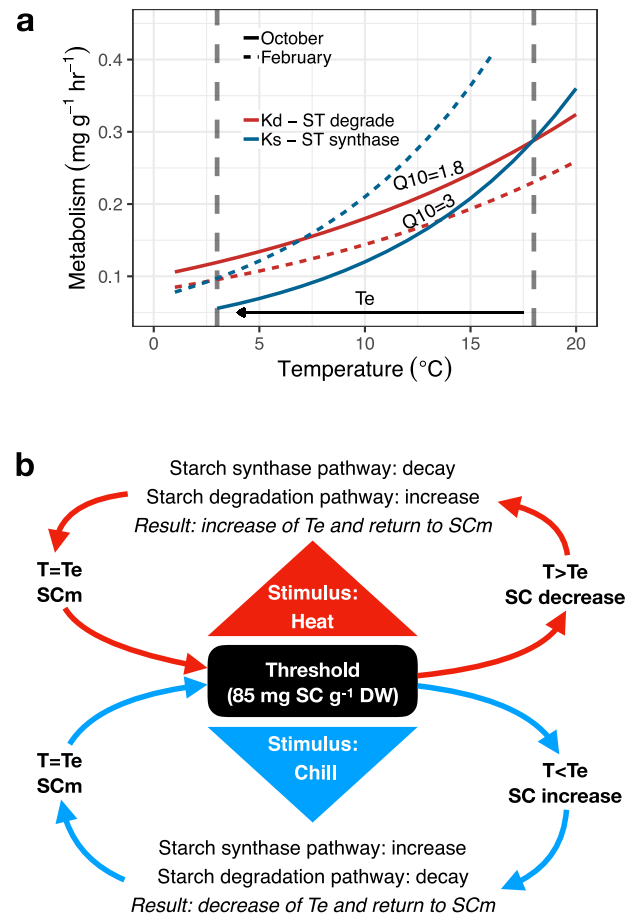 a
October
February
Kd − ST degrade
Ks − ST synthase
Q10=1.8
Q10=3
Te
Metabolism (mg g⁻¹ hr⁻¹)
0.4
0.3
0.2
0.1
0
5
10
15
20
Temperature (°C)
b
Starch synthase pathway: decay
Starch degradation pathway: increase
Result: increase of Te and return to SCm
T=Te
SCm
Stimulus:
Heat
T>Te
SC decrease
Threshold
(85 mg SC g⁻¹ DW)
T=Te
SCm
Stimulus:
Chill
T<Te
SC increase
Starch synthase pathway: increase
Starch degradation pathway: decay
Result: decrease of Te and return to SCm